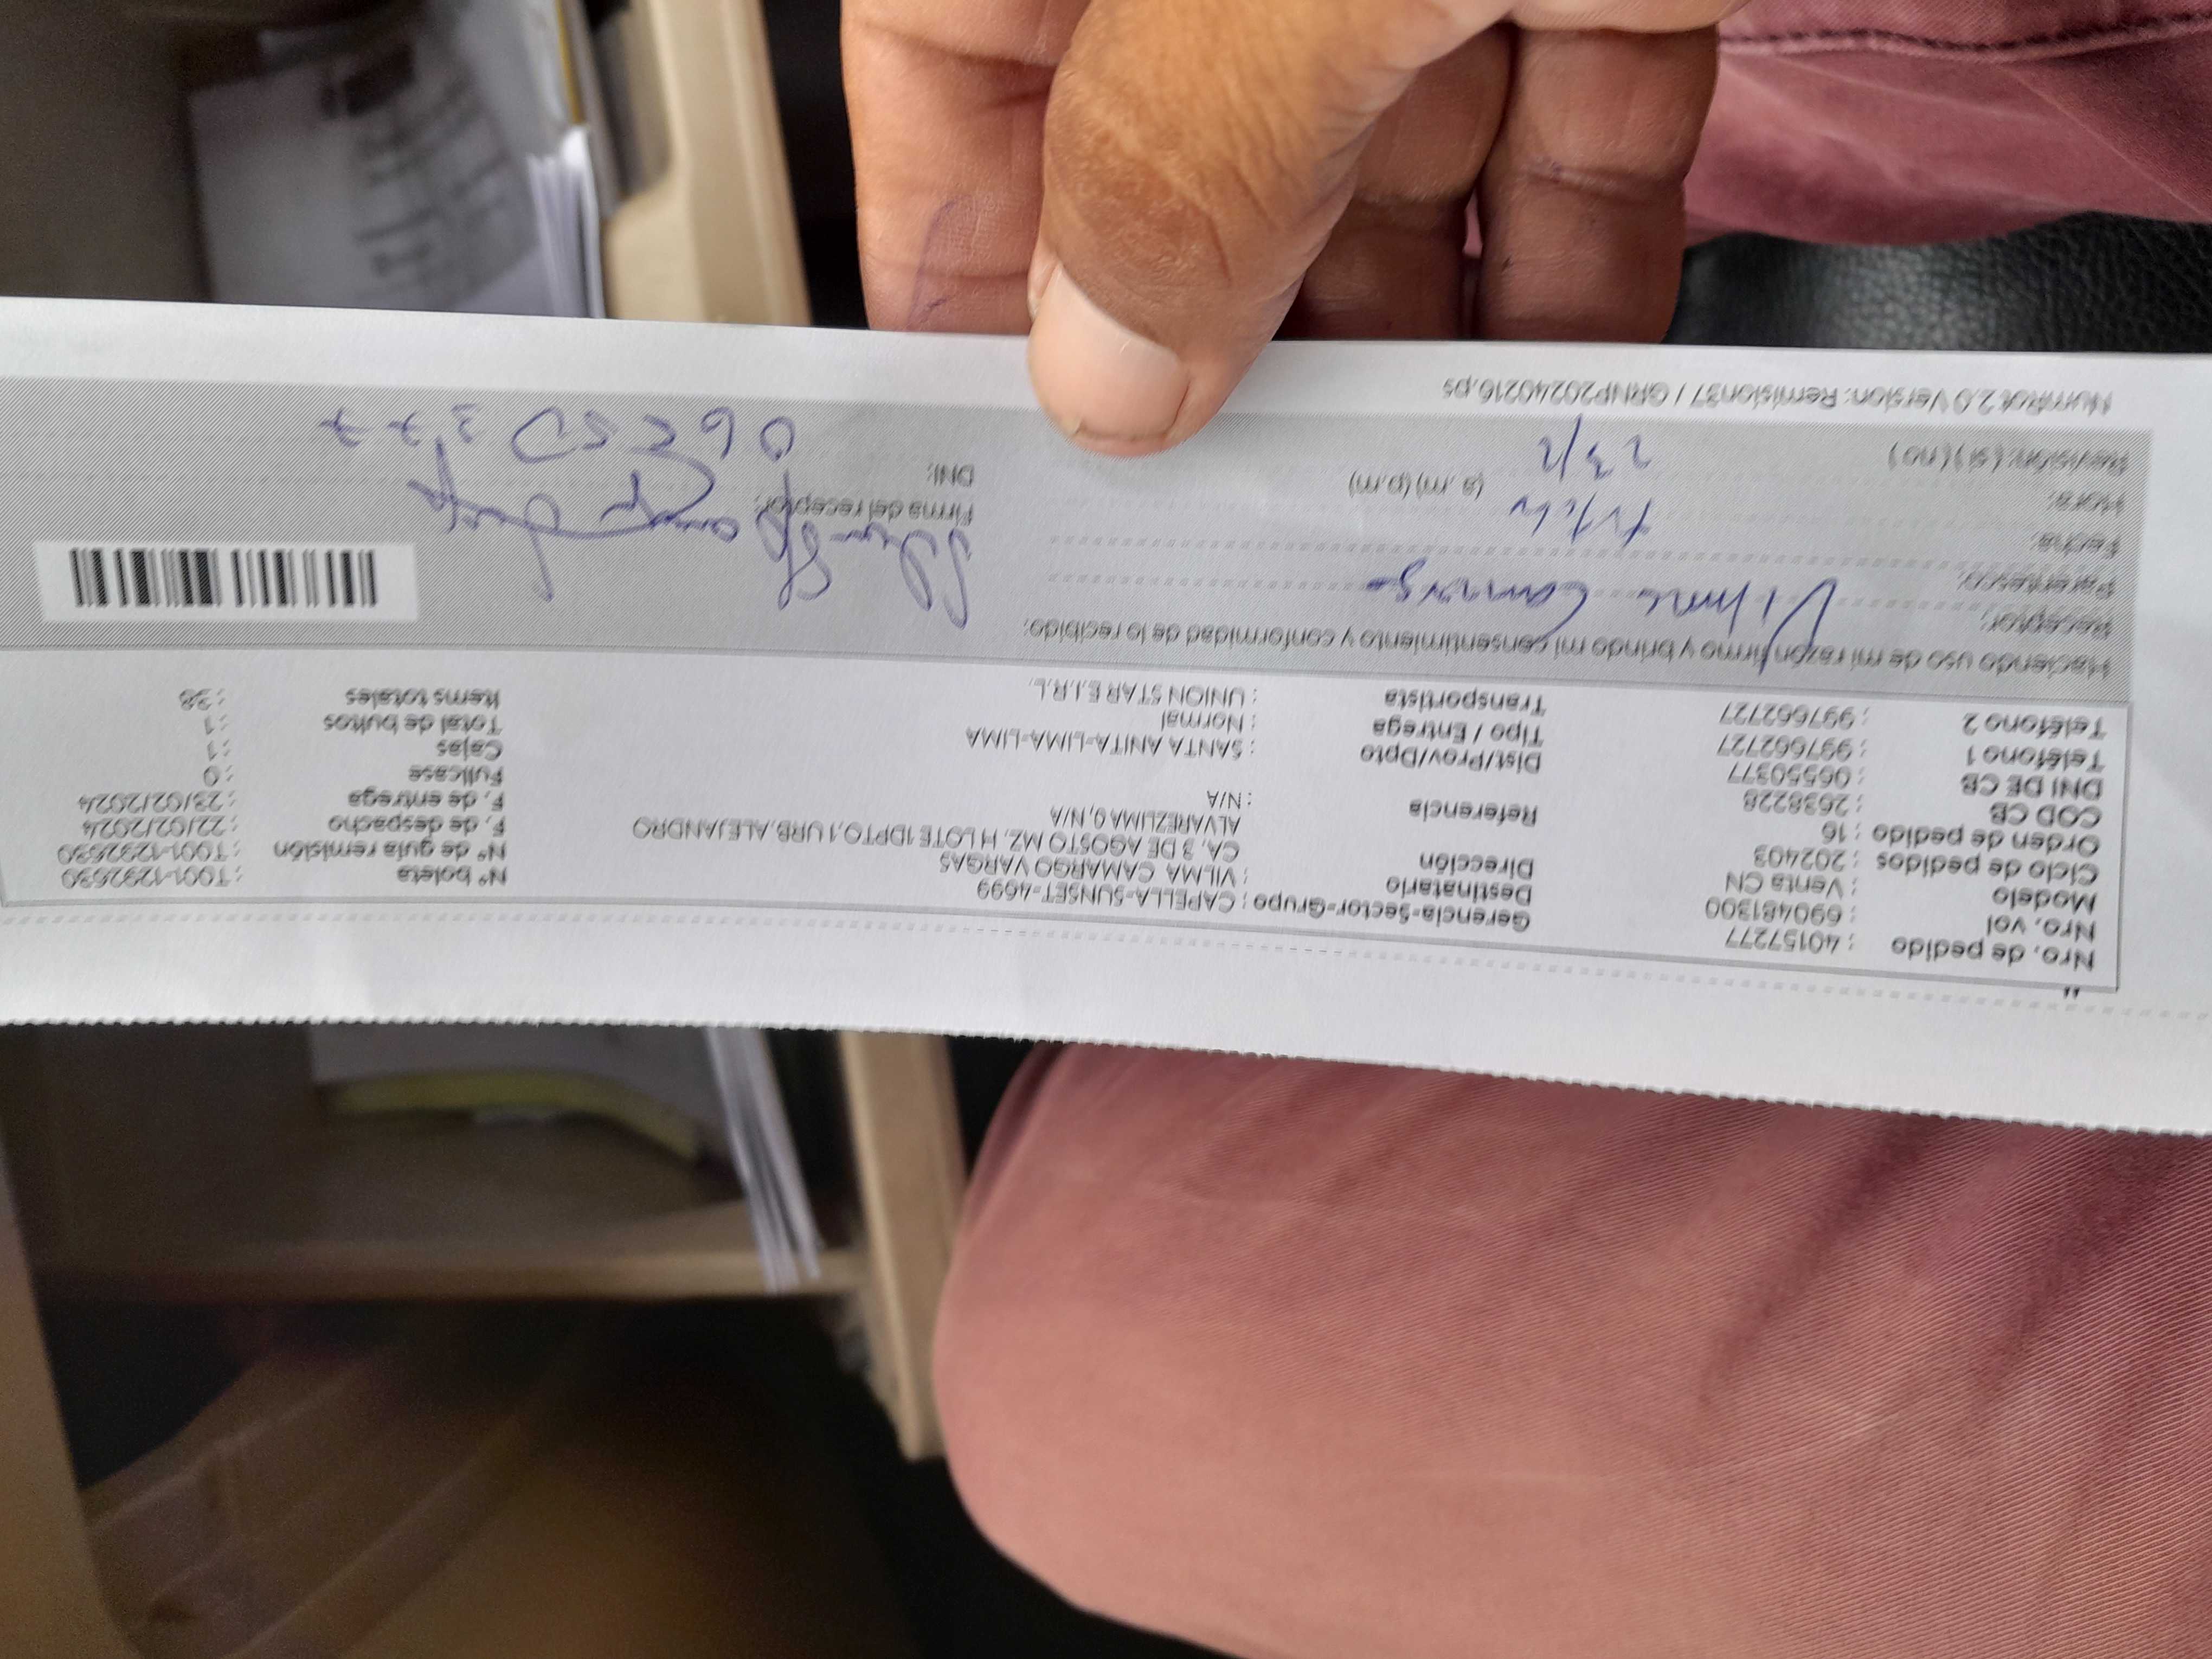 Nro. de pedido : 40157277
Nro. vol : 690481300
Modelo : Venta CN
Ciclo de pedidos : 202403
Orden de pedido : 16
COD CB : 2638228
DNI DE CB : 06550377
Teléfono 1 : 997662727
Teléfono 2 : 997662727
Gerencia-Sector-Grupo : CAPELLA-SUNSET-4699
Destinatario : VILMA CAMARGO VARGAS
Dirección CA. 3 DE AGOSTO MZ. H LOTE 1DPTO.1 URB.ALEJANDRO
ALVAREZLIMA 0,N/A
Referencia : N/A
Dist/Prov/Dpto : SANTA ANITA-LIMA-LIMA
Tipo / Entrega : Normal
Transportista : UNION STAR E.I.R.L.
Nº boleta : T001-1292630
Nº de guía remisión : T001-1292630
F. de despacho : 22/02/2024
F. de entrega : 23/02/2024
Fullcase : 0
Cajas : 1
Total de bultos : 1
Items totales : 38
Haciendo uso de mi razón firmo y brindo mi consentimiento y conformidad de lo recibido:
Receptor: Vilma Camargo
Parentesco:
Fecha:
Hora: (a.m) (p.m)
Revisión: (si) (no) 23/2
Firma del receptor:
DNI: 06550377
NumRot 2.0 Version: Remision37 / GRNP20240216.ps